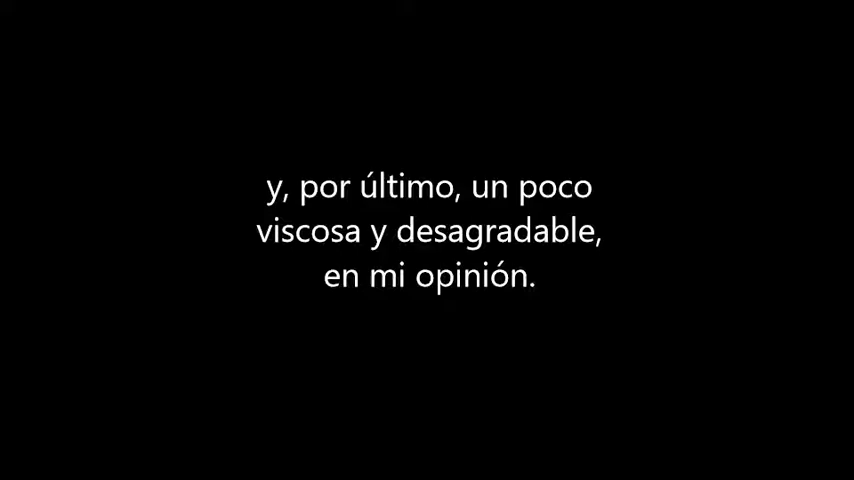 y, por último, un poco
viscosa y desagradable,
en mi opinión.